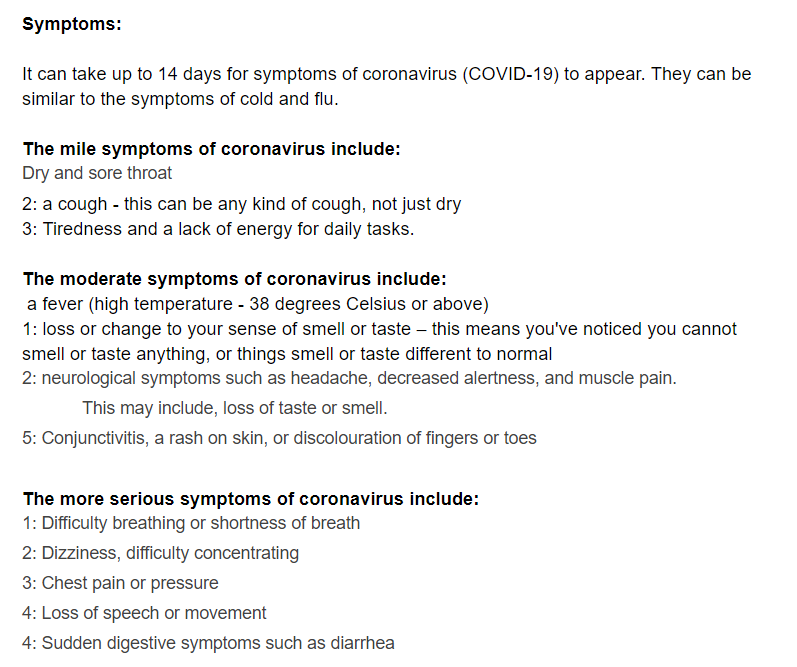 Symptoms:
It can take up to 14 days for symptoms of coronavirus (COVID-19) to appear. They can be
similar to the symptoms of cold and flu.
The mile symptoms of coronavirus include:
Dry and sore throat
2: a cough - this can be any kind of cough, not just dry
3: Tiredness and a lack of energy for daily tasks.
The moderate symptoms of coronavirus include:
a fever (high temperature - 38 degrees Celsius or above)
1: loss or change to your sense of smell or taste – this means you've noticed you cannot
smell or taste anything, or things smell or taste different to normal
2: neurological symptoms such as headache, decreased alertness, and muscle pain.
This may include, loss of taste or smell.
5: Conjunctivitis, a rash on skin, or discolouration of fingers or toes
The more serious symptoms of coronavirus include:
1: Difficulty breathing or shortness of breath
2: Dizziness, difficulty concentrating
3: Chest pain or pressure
4: Loss of speech or movement
4: Sudden digestive symptoms such as diarrhea